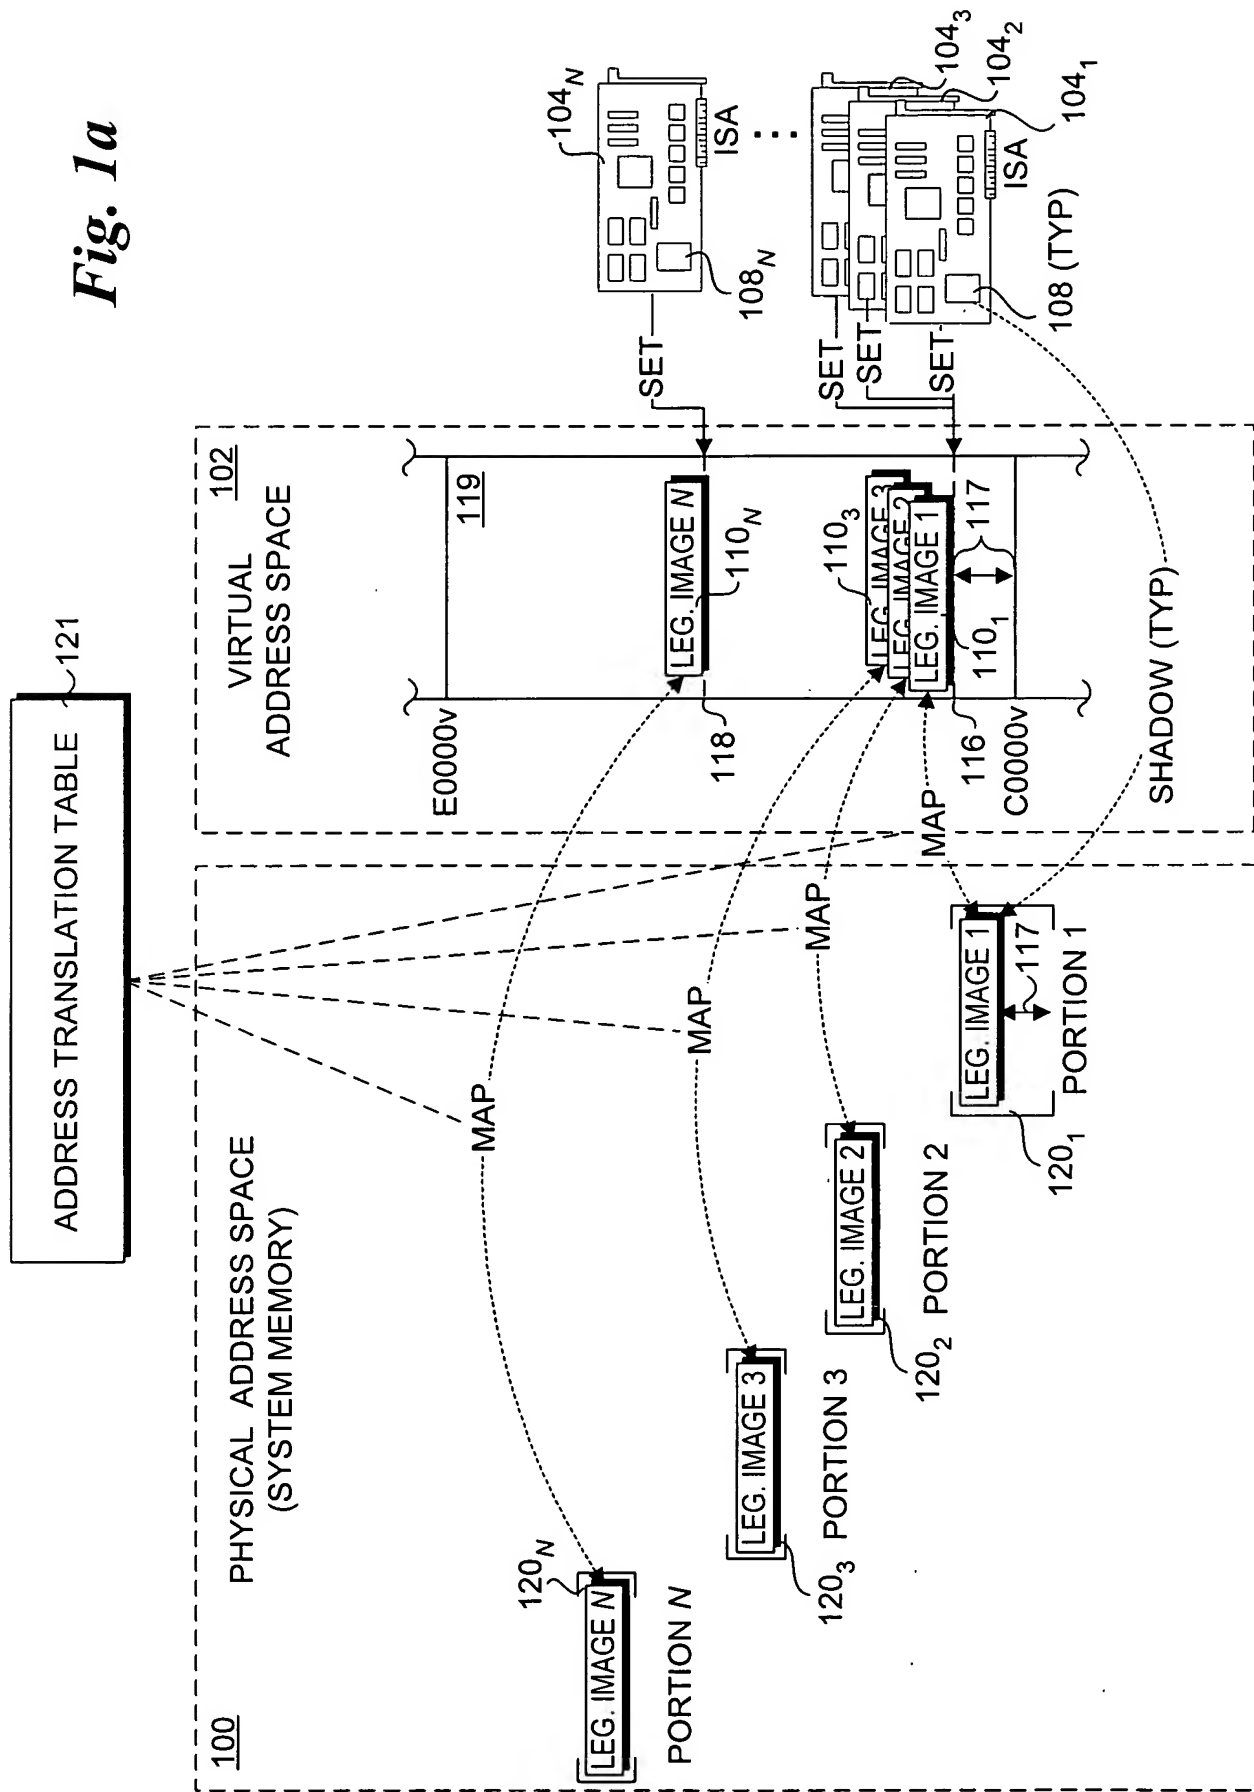 Fig. 1a
ADDRESS TRANSLATION TABLE
121
100
PHYSICAL ADDRESS SPACE
(SYSTEM MEMORY)
VIRTUAL
ADDRESS SPACE
102
E0000v
119
LEG. IMAGE N
110N
118
LEG. IMAGE 3
LEG. IMAGE 2
LEG. IMAGE 1
1103
1101
117
116
C0000v
MAP
MAP
MAP
MAP
LEG. IMAGE N
120N
PORTION N
LEG. IMAGE 3
1203
PORTION 3
LEG. IMAGE 2
1202
PORTION 2
LEG. IMAGE 1
117
1201
PORTION 1
SHADOW (TYP)
SET
SET
SET
SET
104N
108N
ISA
...
1043
1042
1041
ISA
108 (TYP)